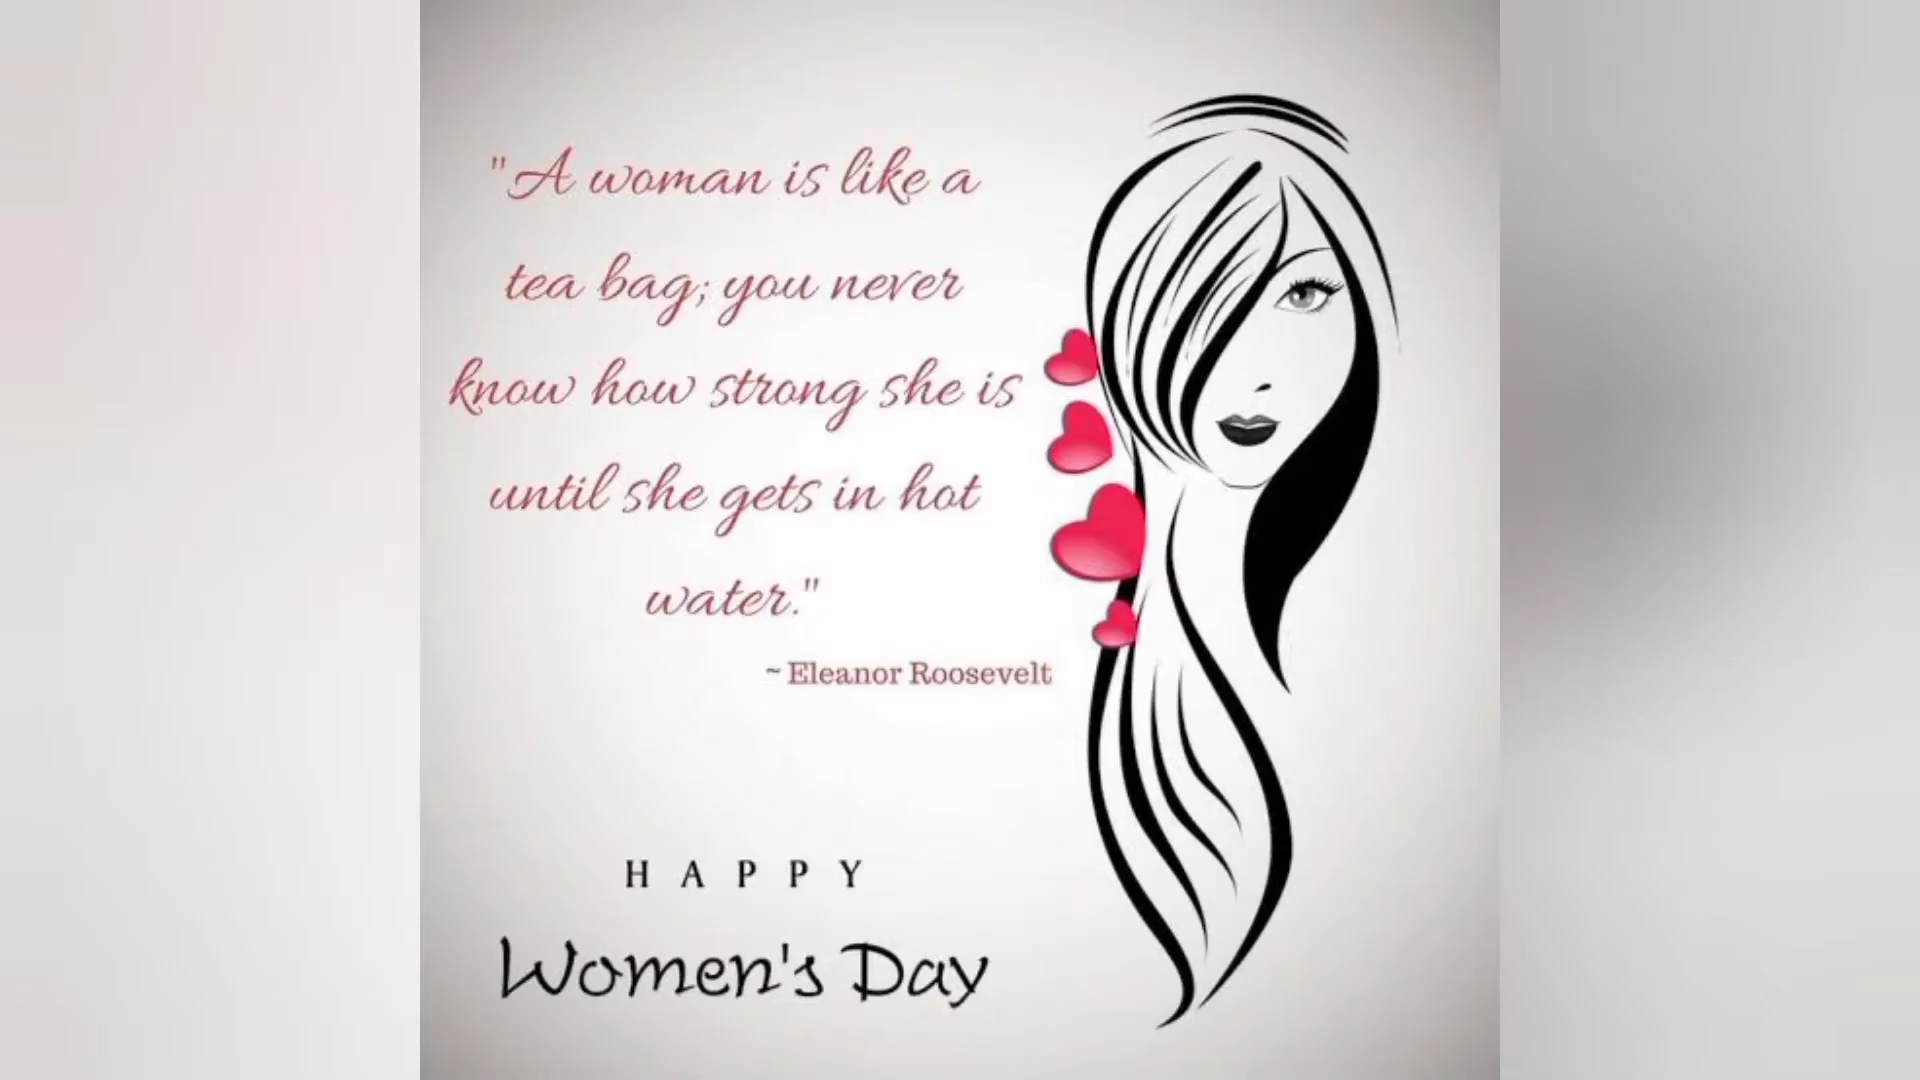 "A woman is like a
tea bag; you never
know how strong she is
until she gets in hot
water."
~ Eleanor Roosevelt
HAPPY
Women's Day